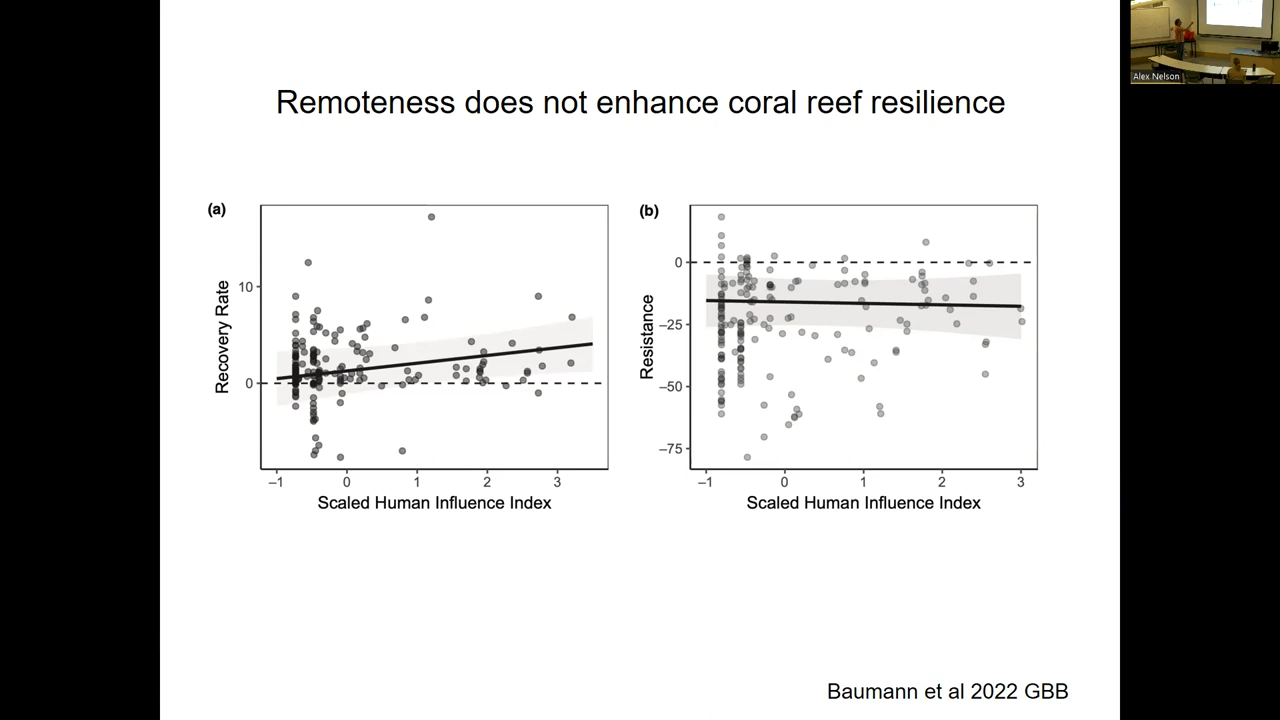 Alex Nelson
Remoteness does not enhance coral reef resilience
(a)
Recovery Rate
10
0
−1
0
1
2
3
Scaled Human Influence Index
(b)
Resistance
0
−25
−50
−75
−1
0
1
2
3
Scaled Human Influence Index
Baumann et al 2022 GBB